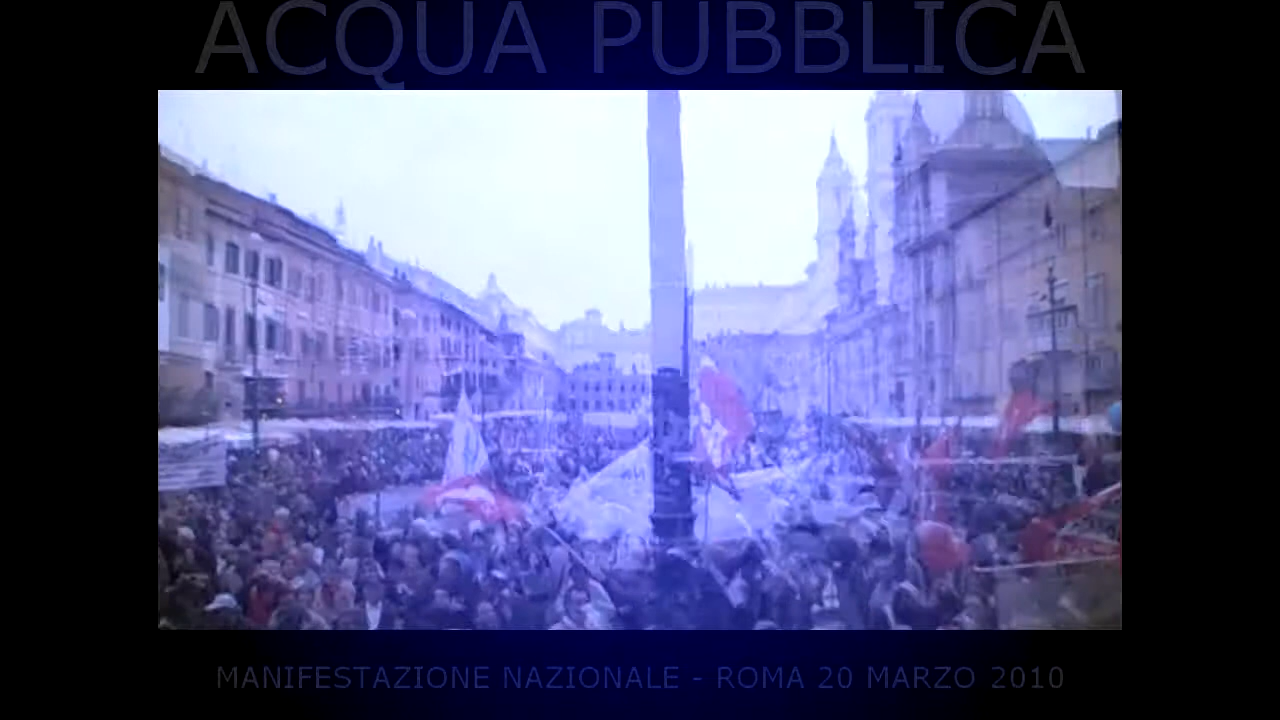 ACQUA PUBBLICA
MANIFESTAZIONE NAZIONALE - ROMA 20 MARZO 2010